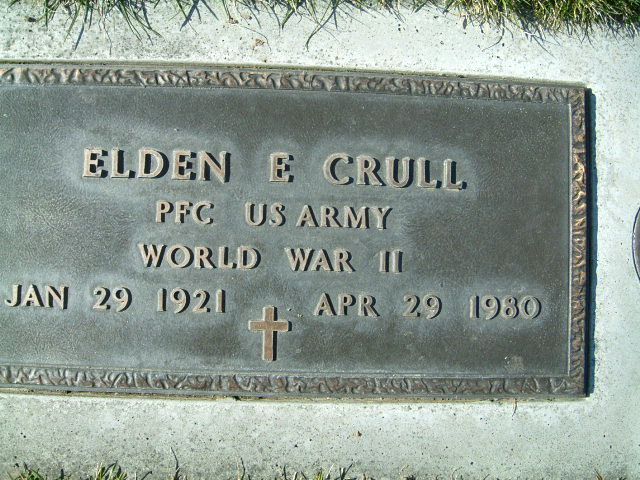 ELDEN E CRULL
PFC US ARMY
WORLD WAR II
JAN 29 1921 APR 29 1980